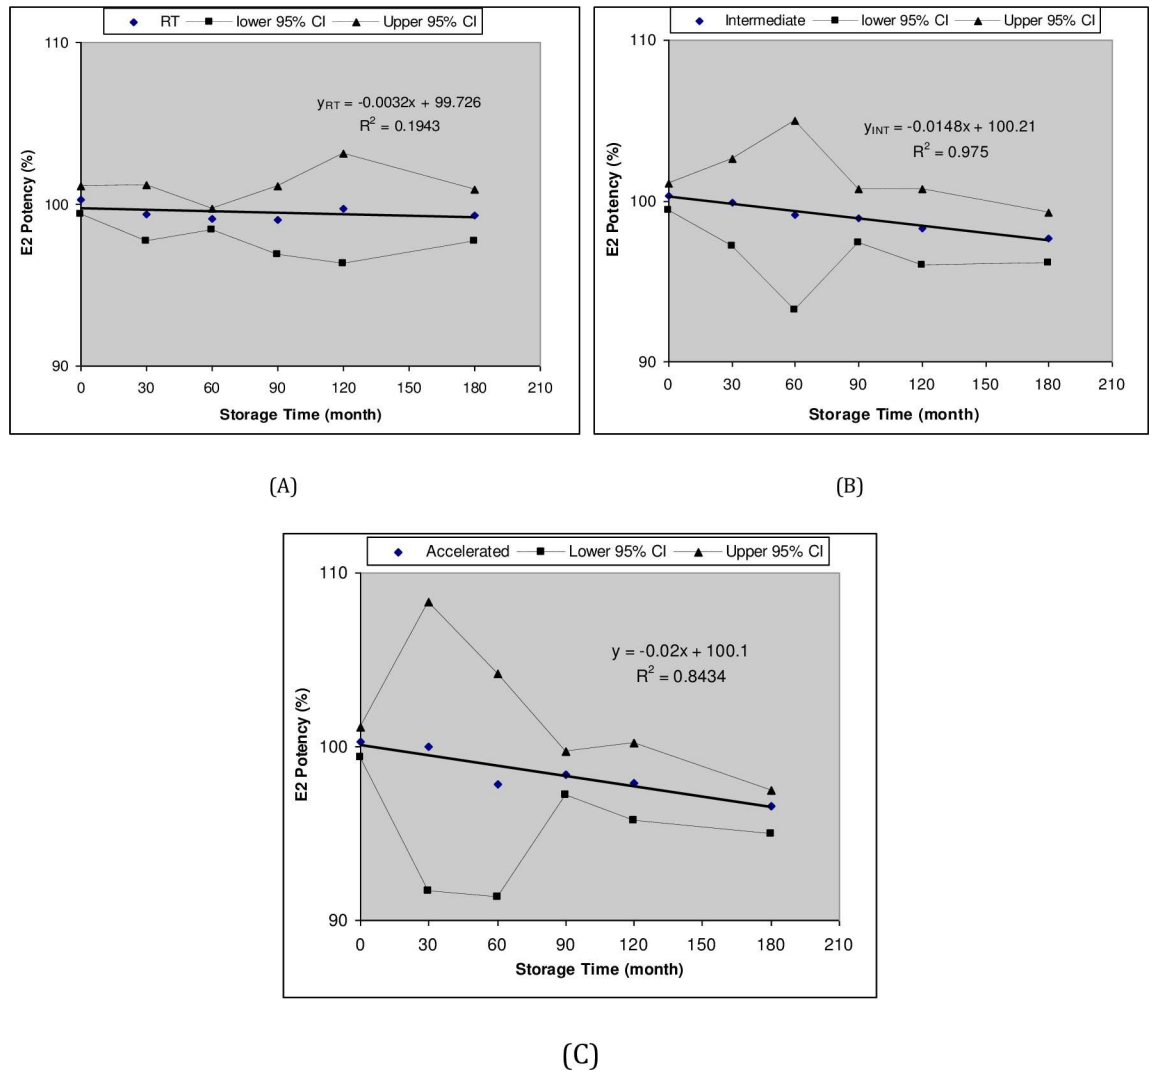 RT lower 95% CI Upper 95% CI
110
100
90
E2 Potency (%)
y_RT = -0.0032x + 99.726
R² = 0.1943
0 30 60 90 120 150 180 210
Storage Time (month)
(A)
Intermediate lower 95% CI Upper 95% CI
110
100
90
E2 Potency (%)
y_INT = -0.0148x + 100.21
R² = 0.975
0 30 60 90 120 150 180 210
Storage Time (month)
(B)
Accelerated Lower 95% CI Upper 95% CI
110
100
90
E2 Potency (%)
y = -0.02x + 100.1
R² = 0.8434
0 30 60 90 120 150 180 210
Storage Time (month)
(C)